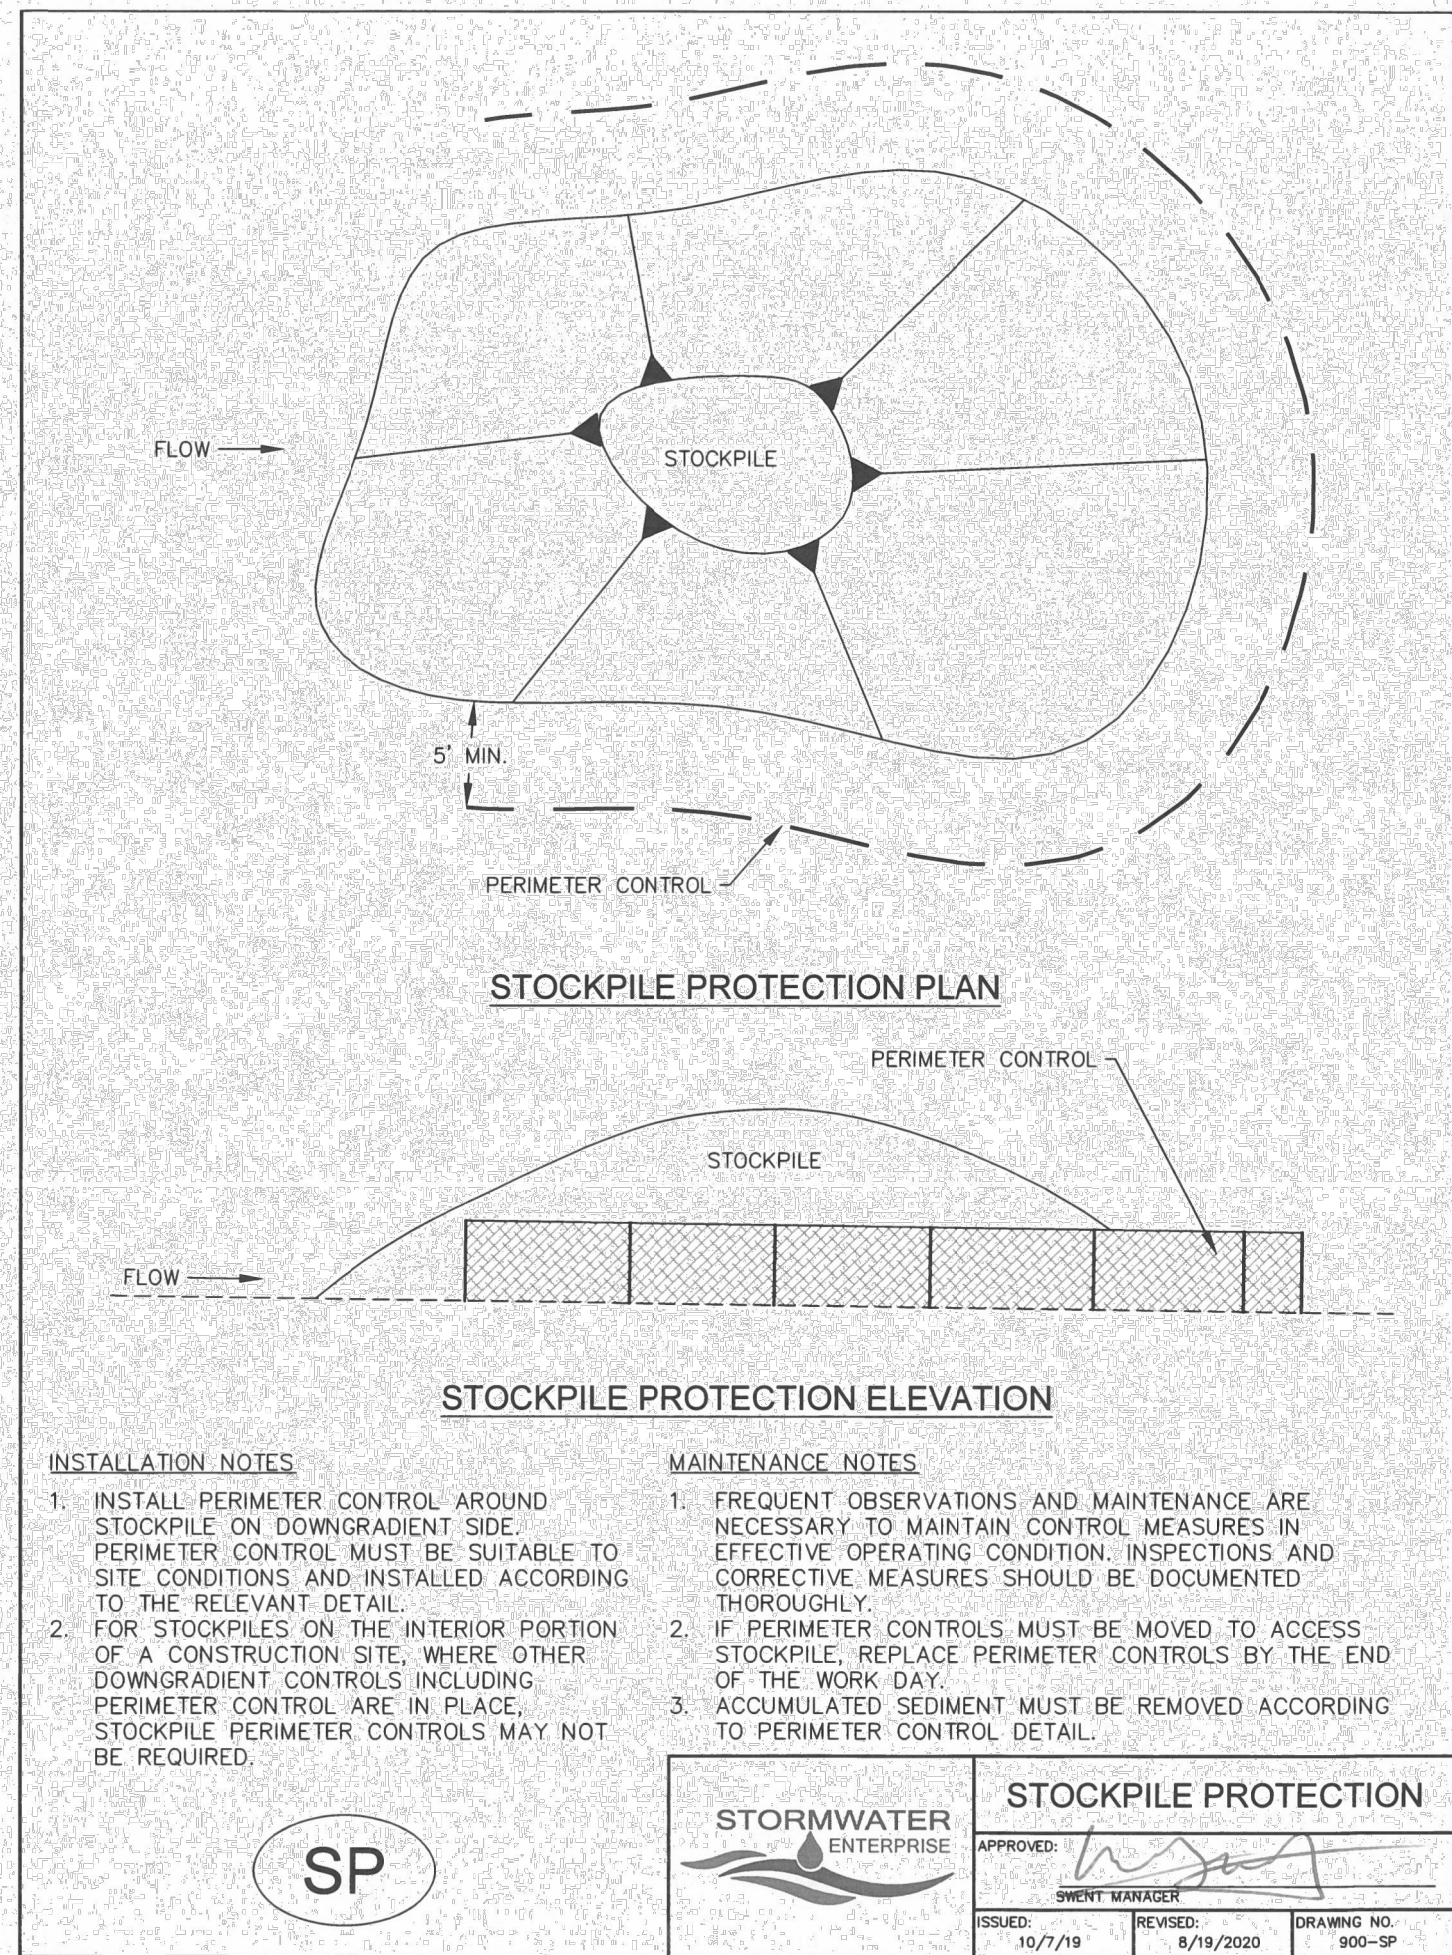 FLOW
STOCKPILE
5' MIN.
PERIMETER CONTROL
STOCKPILE PROTECTION PLAN
PERIMETER CONTROL
STOCKPILE
FLOW
STOCKPILE PROTECTION ELEVATION
INSTALLATION NOTES
1. INSTALL PERIMETER CONTROL AROUND
STOCKPILE ON DOWNGRADIENT SIDE.
PERIMETER CONTROL MUST BE SUITABLE TO
SITE CONDITIONS AND INSTALLED ACCORDING
TO THE RELEVANT DETAIL.
2. FOR STOCKPILES ON THE INTERIOR PORTION
OF A CONSTRUCTION SITE, WHERE OTHER
DOWNGRADIENT CONTROLS INCLUDING
PERIMETER CONTROL ARE IN PLACE,
STOCKPILE PERIMETER CONTROLS MAY NOT
BE REQUIRED.
MAINTENANCE NOTES
1. FREQUENT OBSERVATIONS AND MAINTENANCE ARE
NECESSARY TO MAINTAIN CONTROL MEASURES IN
EFFECTIVE OPERATING CONDITION. INSPECTIONS AND
CORRECTIVE MEASURES SHOULD BE DOCUMENTED
THOROUGHLY.
2. IF PERIMETER CONTROLS MUST BE MOVED TO ACCESS
STOCKPILE, REPLACE PERIMETER CONTROLS BY THE END
OF THE WORK DAY.
3. ACCUMULATED SEDIMENT MUST BE REMOVED ACCORDING
TO PERIMETER CONTROL DETAIL.
SP
STORMWATER
ENTERPRISE
STOCKPILE PROTECTION
APPROVED:
SWENT MANAGER
ISSUED:
10/7/19
REVISED:
8/19/2020
DRAWING NO.
900-SP